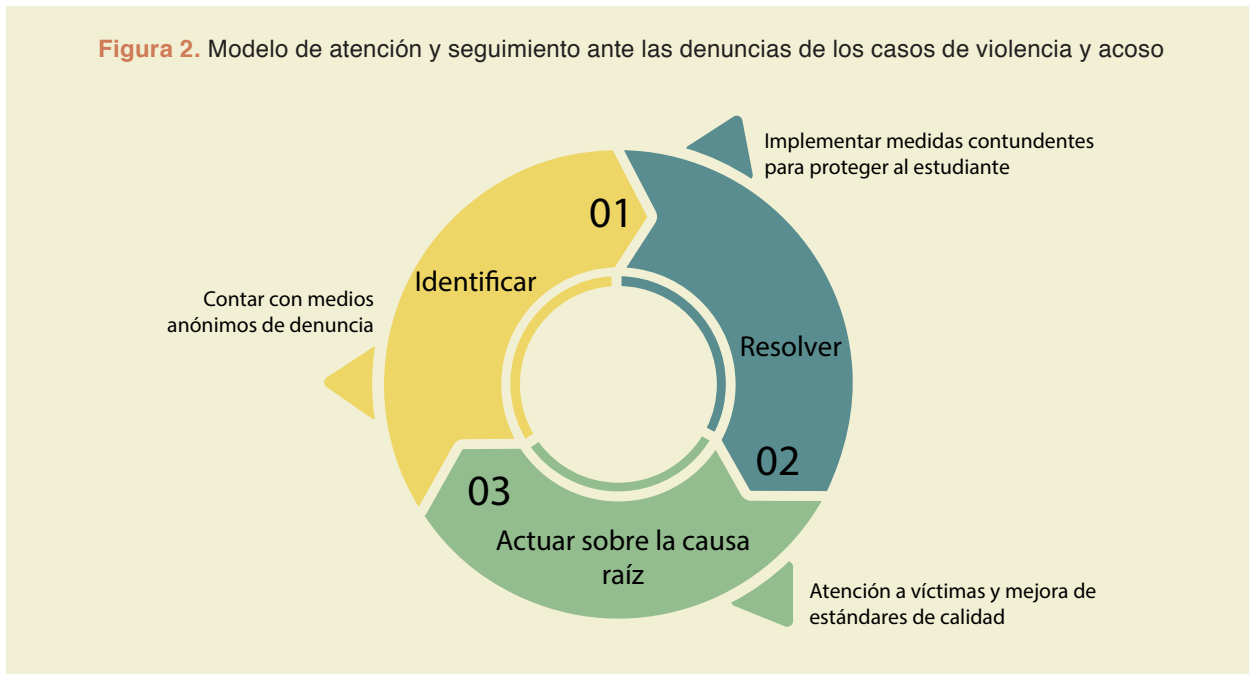 Figura 2. Modelo de atención y seguimiento ante las denuncias de los casos de violencia y acoso
01
Identificar
Contar con medios
anónimos de denuncia
Implementar medidas contundentes
para proteger al estudiante
Resolver
02
03
Actuar sobre la causa
raíz
Atención a víctimas y mejora de
estándares de calidad